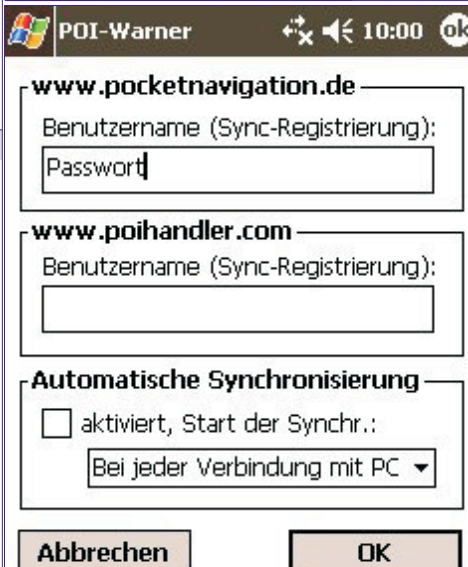 POI-Warner 10:00 ok
www.pocketnavigation.de
Benutzername (Sync-Registrierung):
Passwort
www.poihandler.com
Benutzername (Sync-Registrierung):
Automatische Synchronisierung
aktiviert, Start der Synchr.:
Bei jeder Verbindung mit PC
Abbrechen OK